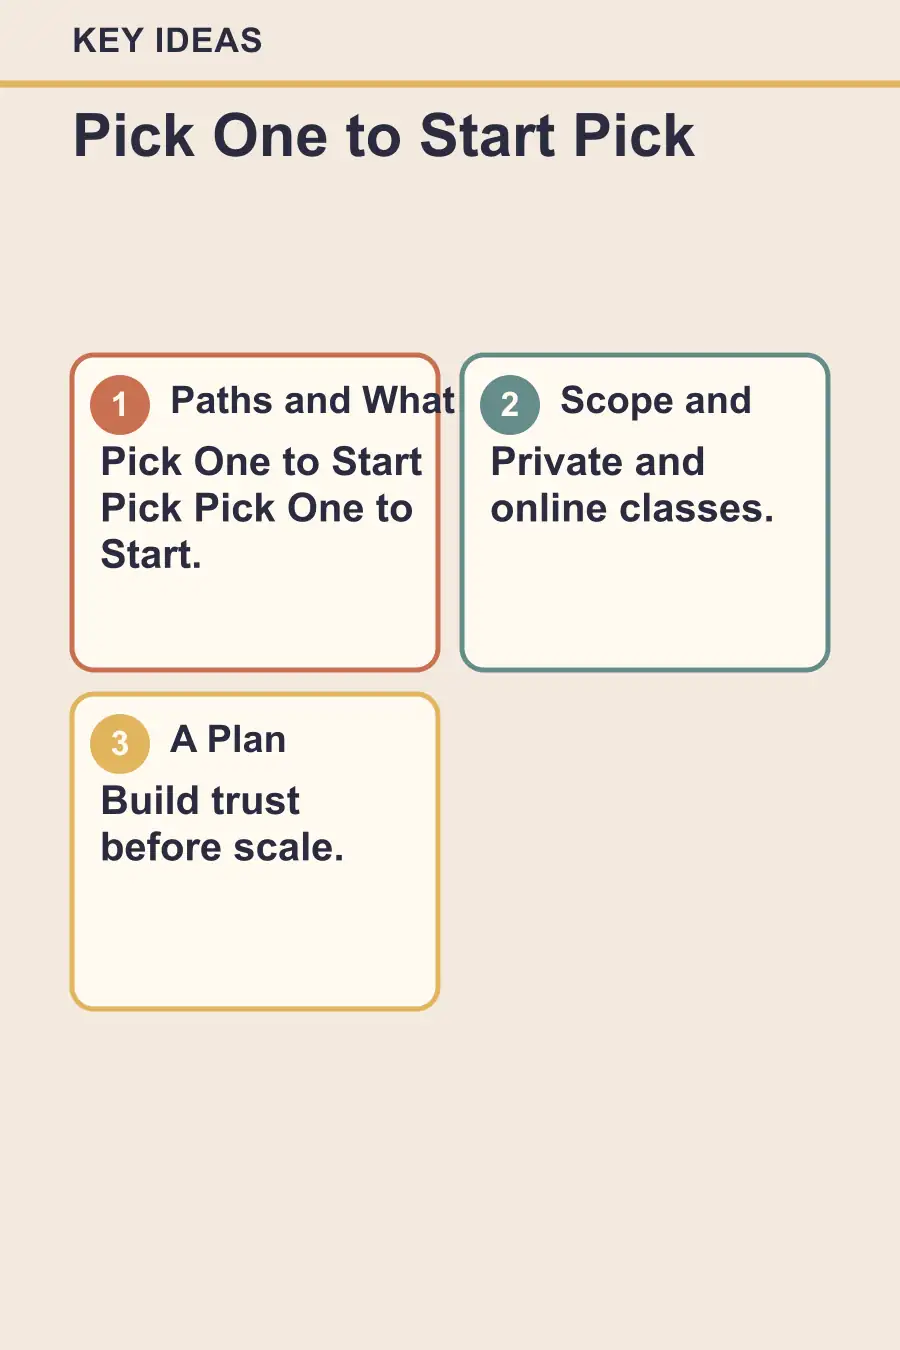 KEY IDEAS
Pick One to Start Pick
1
Paths and What
Pick One to Start
Pick Pick One to
Start.
2
Scope and
Private and
online classes.
3
A Plan
Build trust
before scale.